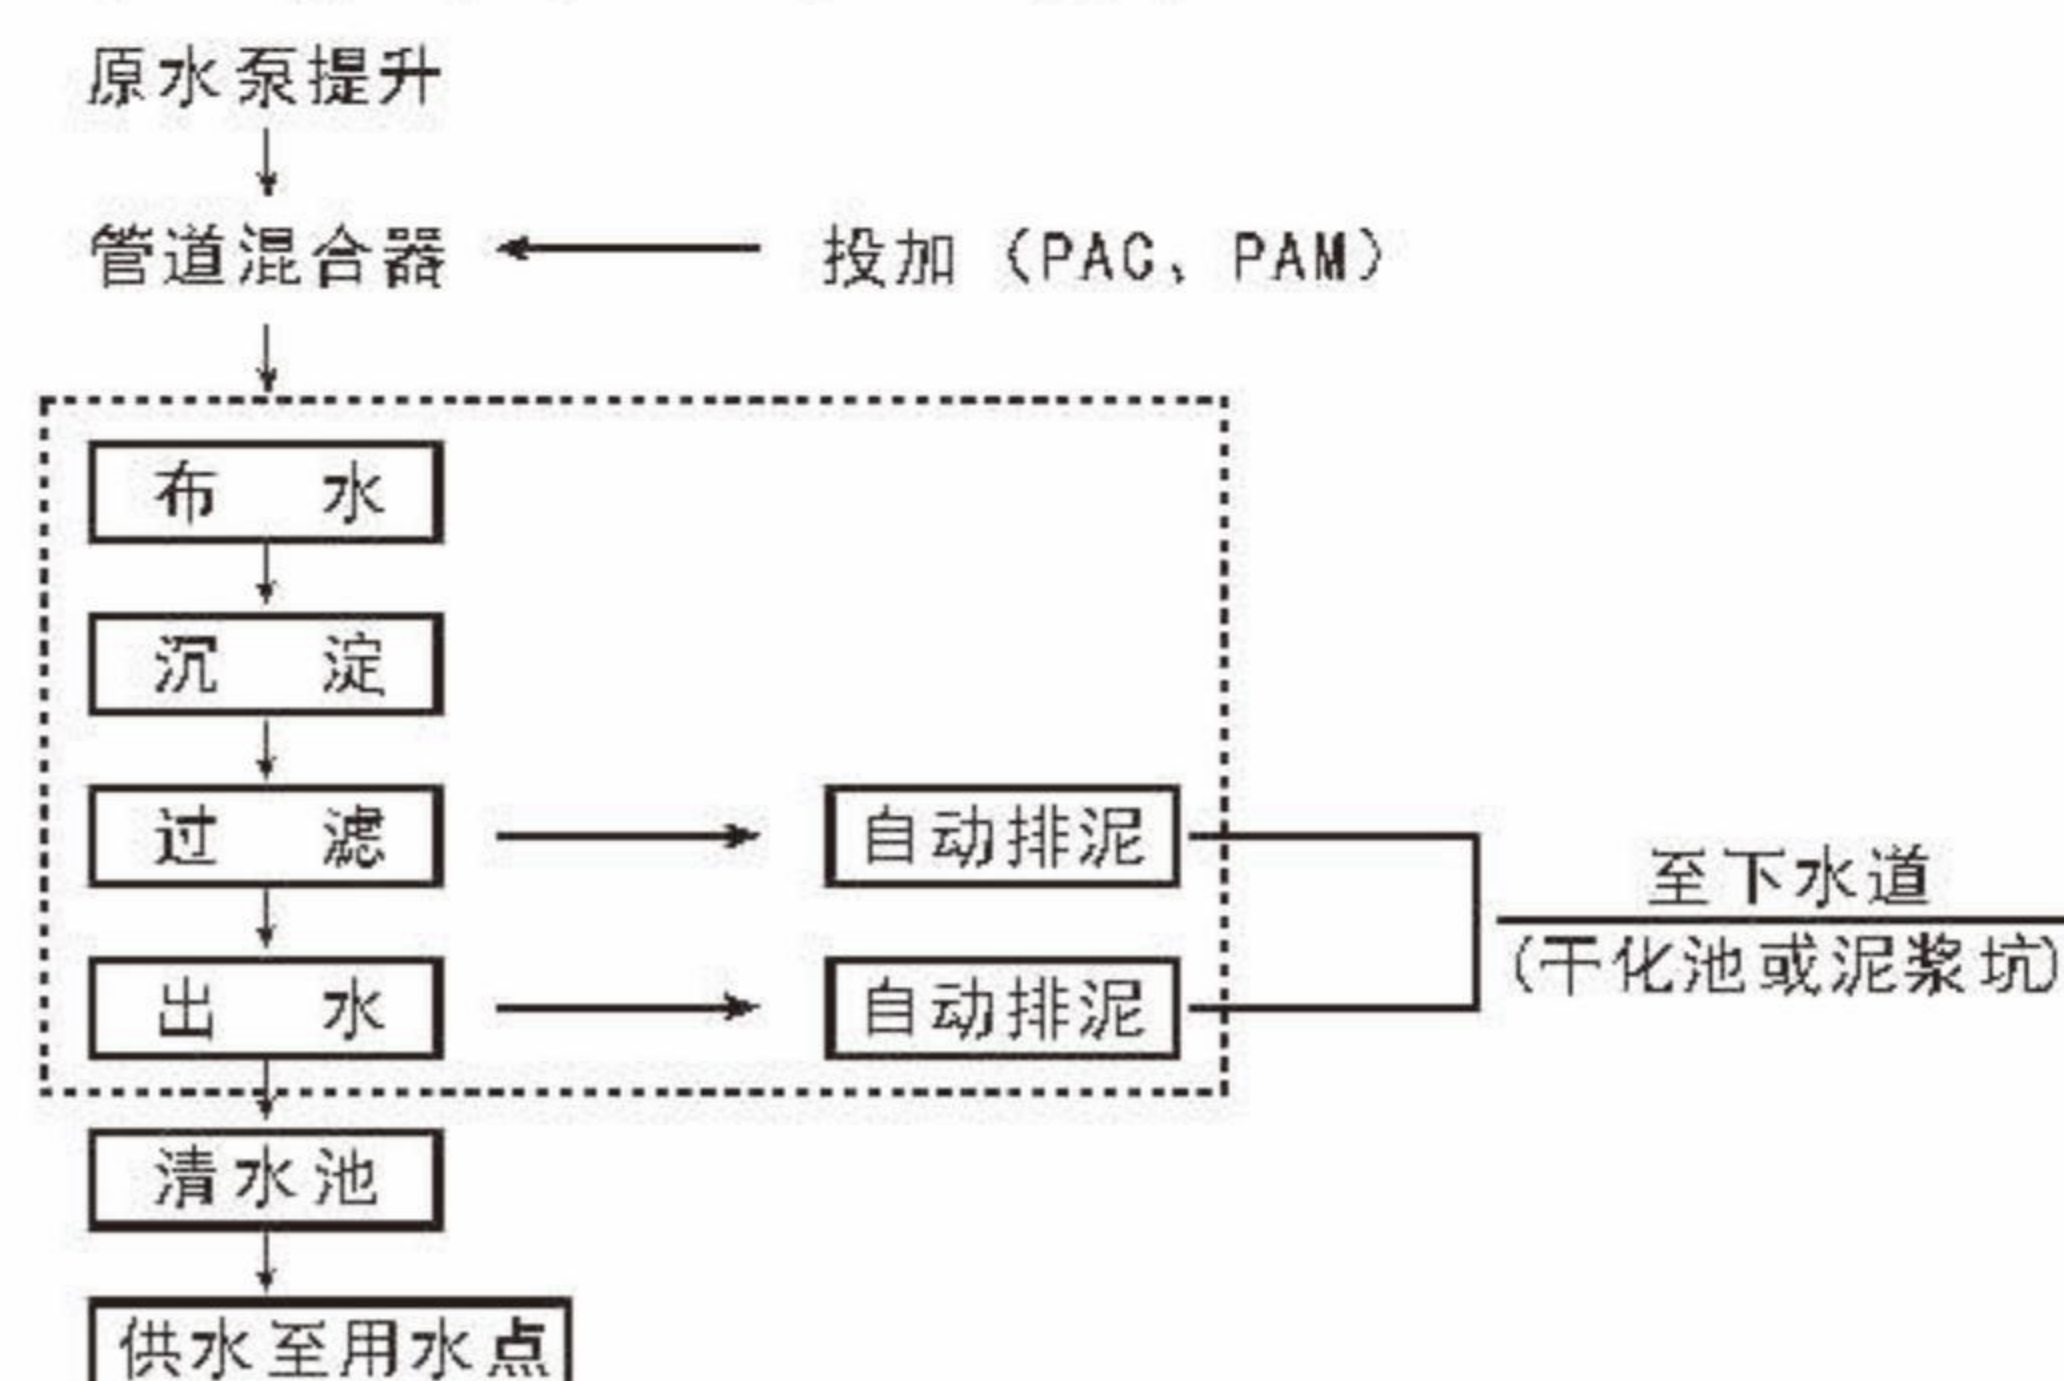 原水泵提升
管道混合器
投加（PAC、PAM）
布 水
沉 淀
过 滤
自动排泥
出 水
自动排泥
至下水道
(干化池或泥浆坑)
清水池
供水至用水点